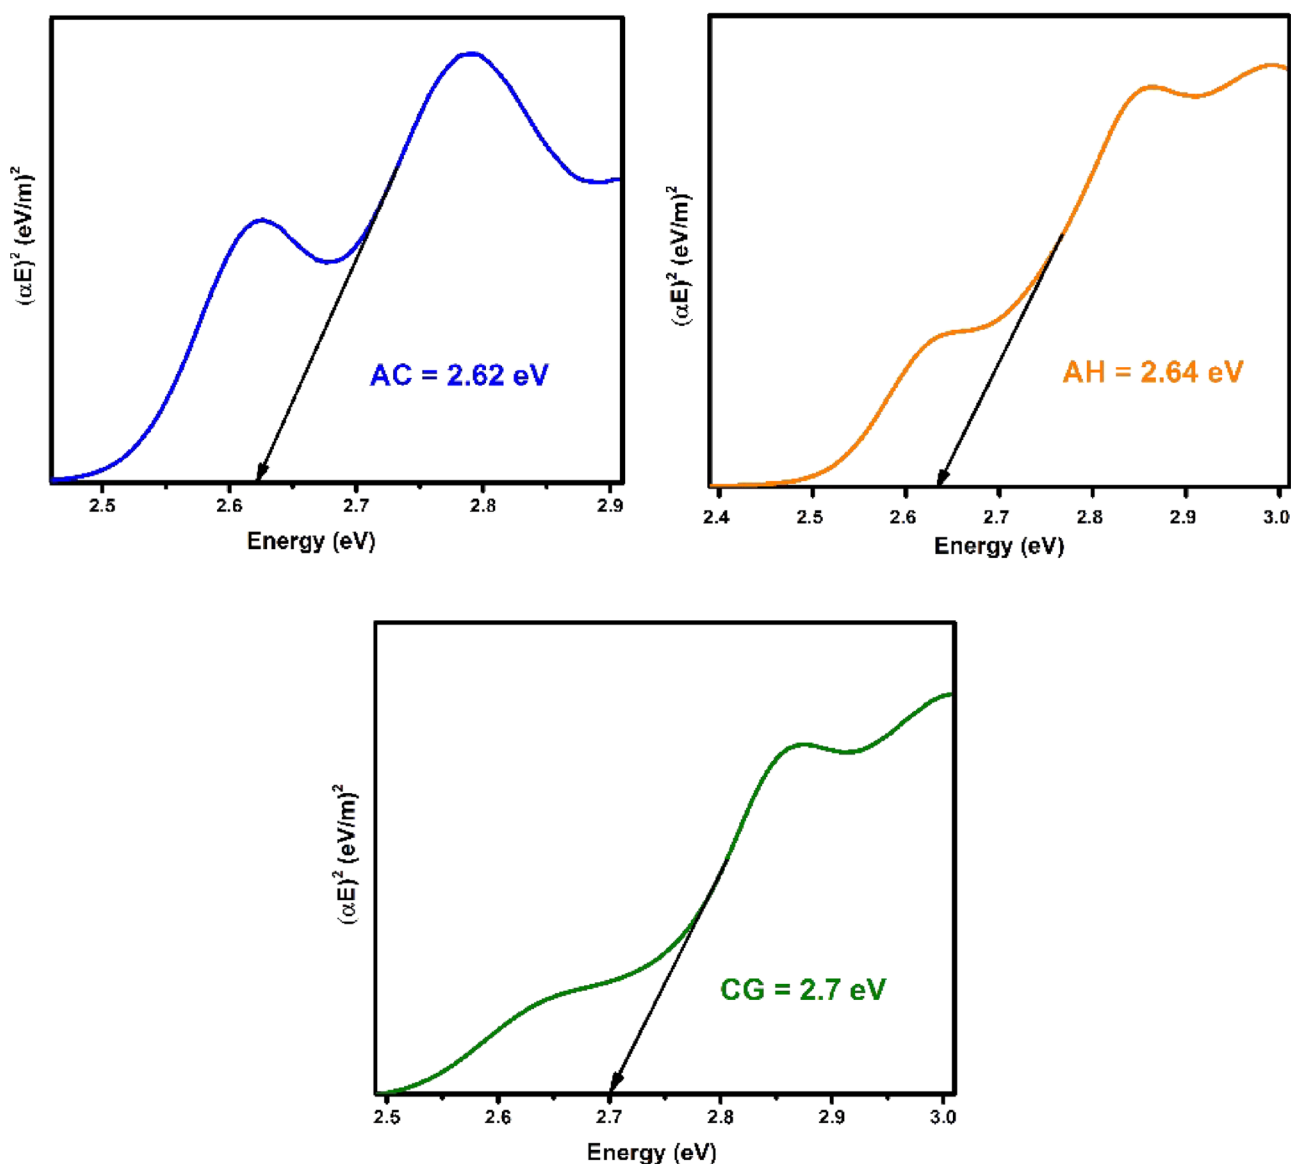 (αE)² (eV/m)²
AC = 2.62 eV
2.5 2.6 2.7 2.8 2.9
Energy (eV)
(αE)² (eV/m)²
AH = 2.64 eV
2.4 2.5 2.6 2.7 2.8 2.9 3.0
Energy (eV)
(αE)² (eV/m)²
CG = 2.7 eV
2.5 2.6 2.7 2.8 2.9 3.0
Energy (eV)